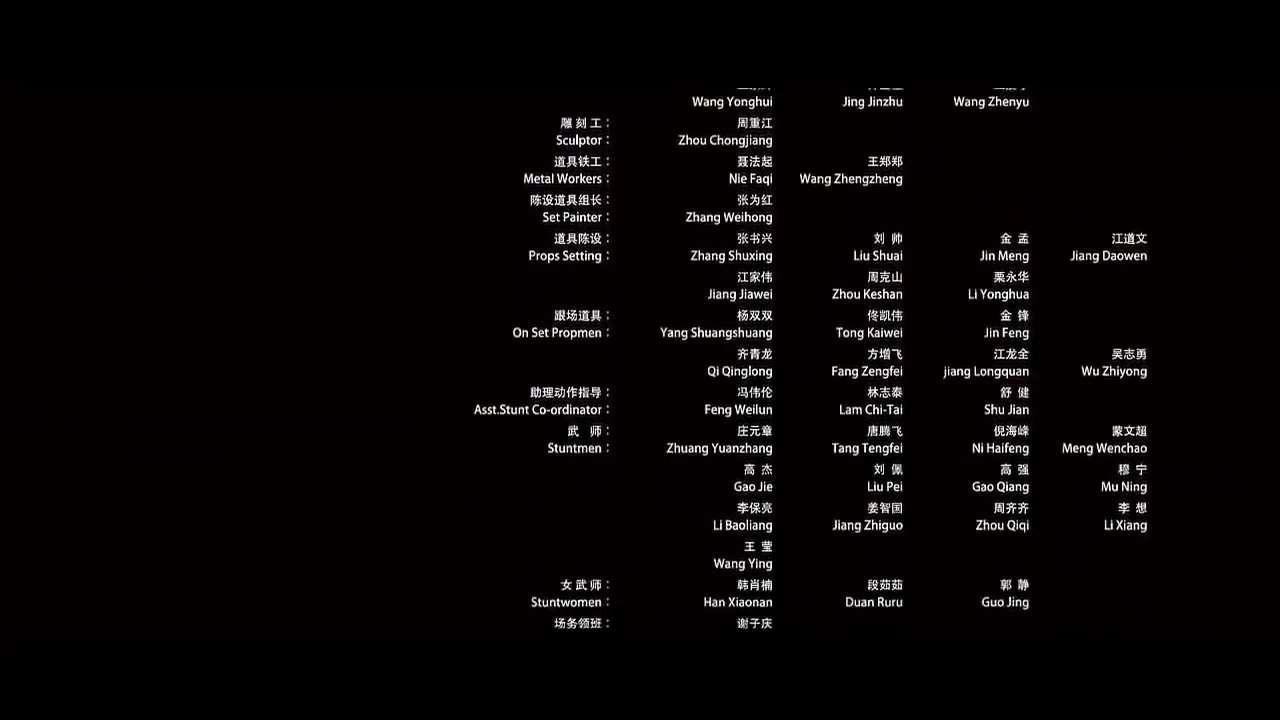 Wang Yonghui Jing Jinzhu Wang Zhenyu
雕 刻 工： 周重江
Sculptor： Zhou Chongjiang
道具铁工： 聂法起 王郑郑
Metal Workers： Nie Faqi Wang Zhengzheng
陈设道具组长： 张为红
Set Painter： Zhang Weihong
道具陈设： 张书兴 刘 帅 金 孟 江道文
Props Setting： Zhang Shuxing Liu Shuai Jin Meng Jiang Daowen
江家伟 周克山 栗永华
Jiang Jiawei Zhou Keshan Li Yonghua
跟场道具： 杨双双 佟凯伟 金 锋
On Set Propmen： Yang Shuangshuang Tong Kaiwei Jin Feng
齐青龙 方增飞 江龙全 吴志勇
Qi Qinglong Fang Zengfei jiang Longquan Wu Zhiyong
助理动作指导： 冯伟伦 林志泰 舒 健
Asst.Stunt Co-ordinator： Feng Weilun Lam Chi-Tai Shu Jian
武 师： 庄元章 唐腾飞 倪海峰 蒙文超
Stuntmen： Zhuang Yuanzhang Tang Tengfei Ni Haifeng Meng Wenchao
高 杰 刘 佩 高 强 穆 宁
Gao Jie Liu Pei Gao Qiang Mu Ning
李保亮 姜智国 周齐齐 李 想
Li Baoliang Jiang Zhiguo Zhou Qiqi Li Xiang
王 莹
Wang Ying
女 武 师： 韩肖楠 段茹茹 郭 静
Stuntwomen： Han Xiaonan Duan Ruru Guo Jing
场务领班： 谢子庆